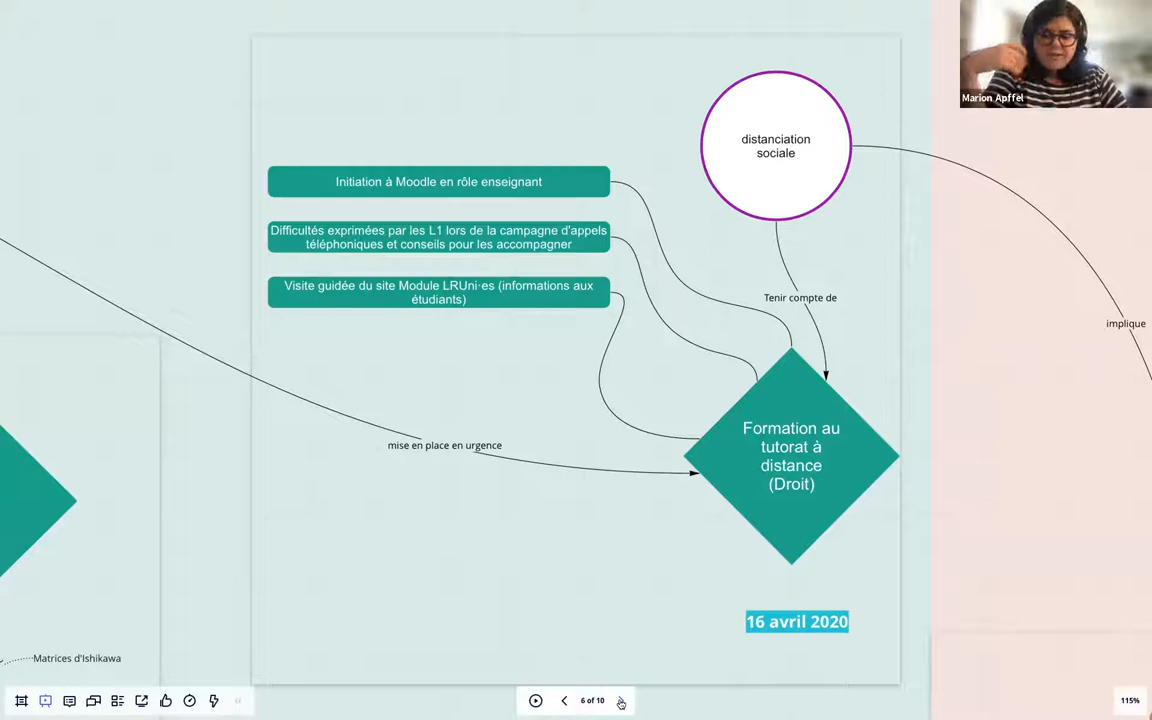 Marion Apffel
distanciation
sociale
Initiation à Moodle en rôle enseignant
Difficultés exprimées par les L1 lors de la campagne d'appels
téléphoniques et conseils pour les accompagner
Visite guidée du site Module LRUni·es (informations aux
étudiants)
Tenir compte de
implique
mise en place en urgence
Formation au
tutorat à
distance
(Droit)
16 avril 2020
Matrices d'Ishikawa
6 of 10
115%